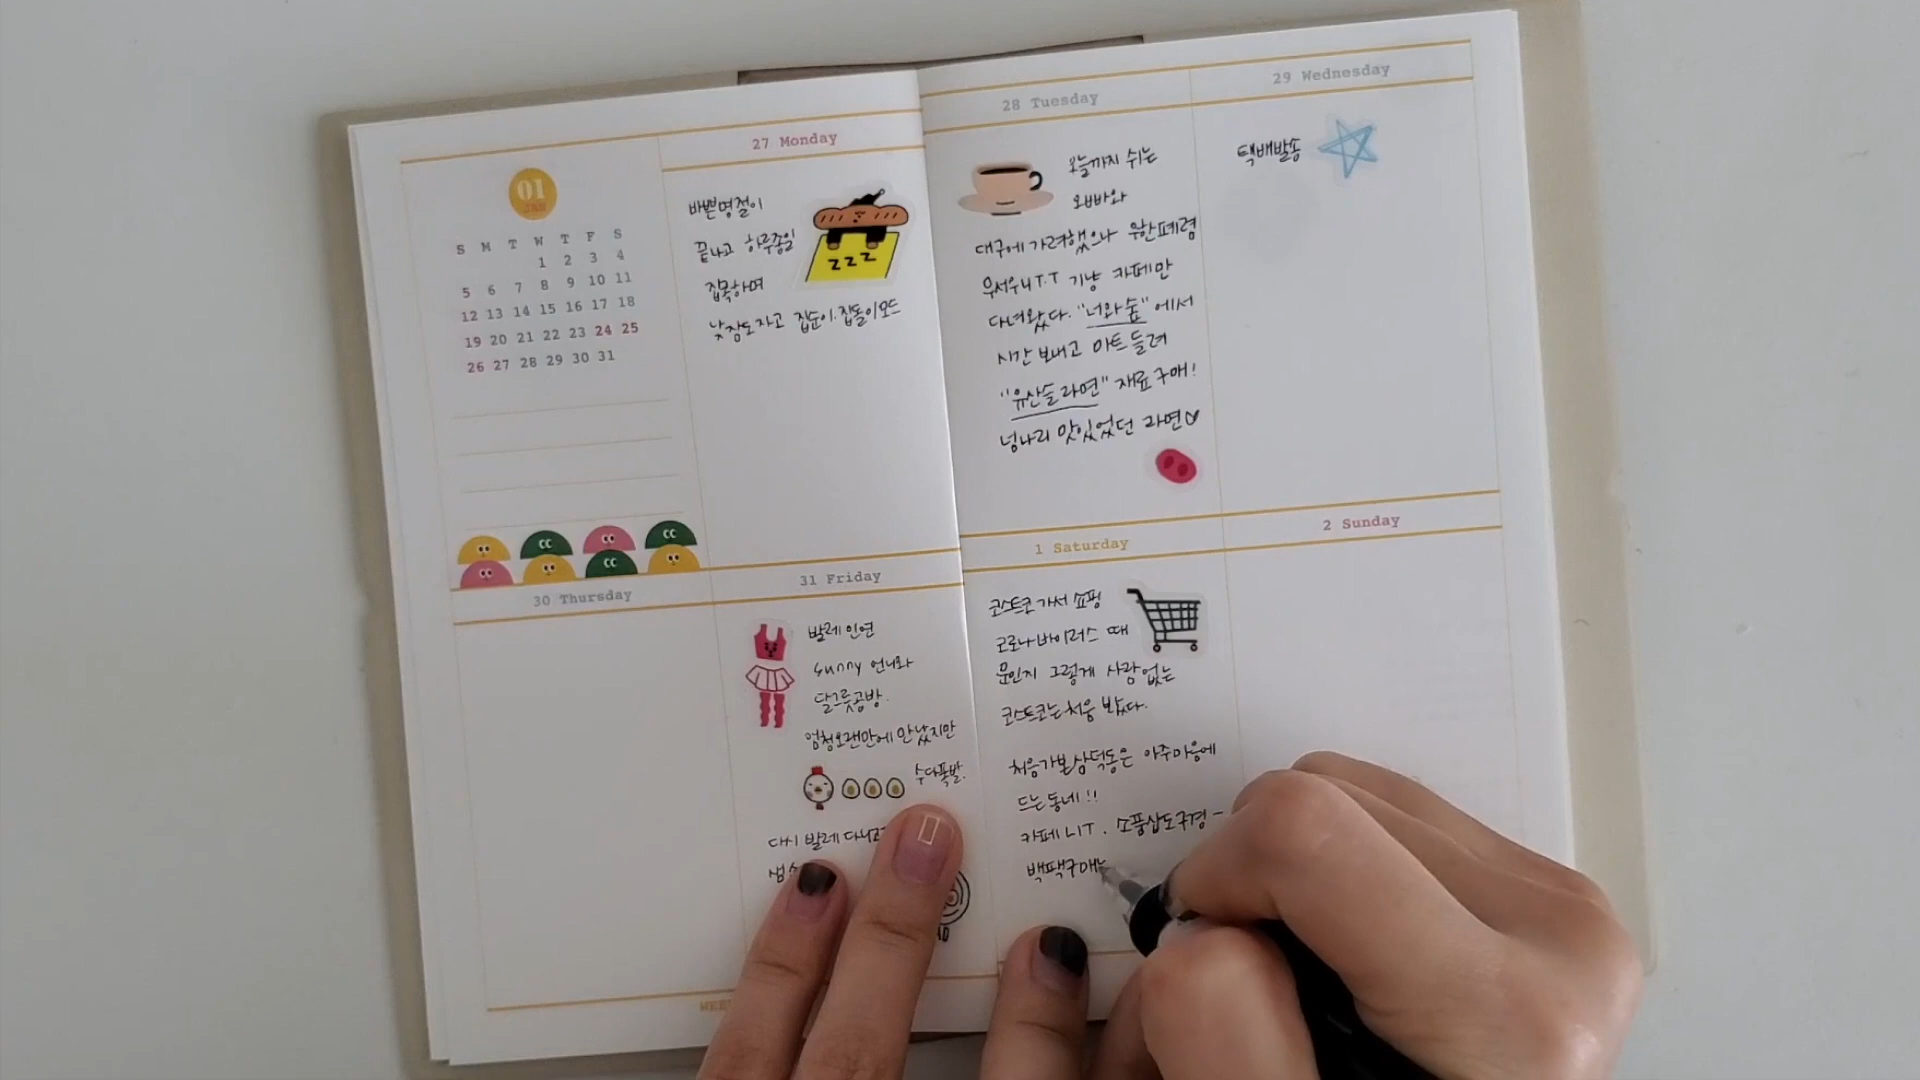 01
JAN
S M T W T F S
1 2 3 4
5 6 7 8 9 10 11
12 13 14 15 16 17 18
19 20 21 22 23 24 25
26 27 28 29 30 31
27 Monday
바쁜명절이
끝나고 하루종일
집콕하며
낮잠도자고 집순이.집돌이모드
zzz
28 Tuesday
오늘까지 쉬는
오빠와
대구에 가려했으나 우한폐렴
무서우니T.T 기냥 카페만
다녀왔다. "너와숲"에서
시간 보내고 마트들려
"유산슬라면" 재료구매!
넝나리 맛있었던 라면♡
29 Wednesday
택배발송
30 Thursday
31 Friday
발레인연
Sunny 언니와
달그릇공방.
엄청오랜만에만났지만
수다폭발.
다시 발레
1 Saturday
코스트코가서 쇼핑
코로나바이러스 때
문인지 그렇게 사람없는
코스트코는처음 봤다.
처음가본삼덕동은 아주마음에
드는동네!!
카페LIT. 소품샵도구경-
백팩구매
2 Sunday